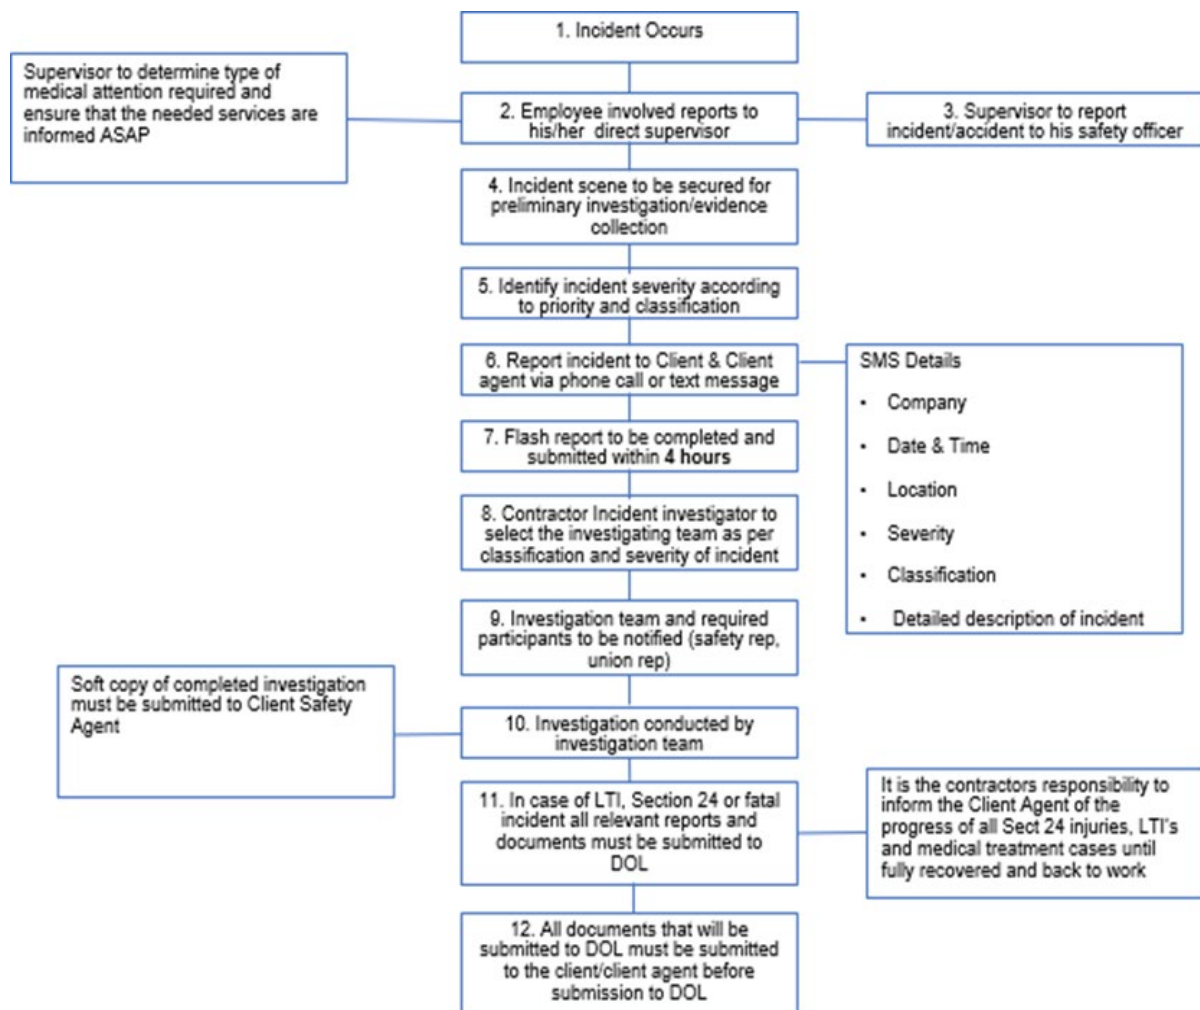 1. Incident Occurs
Supervisor to determine type of
medical attention required and
ensure that the needed services are
informed ASAP
2. Employee involved reports to
his/her direct supervisor
3. Supervisor to report
incident/accident to his safety officer
4. Incident scene to be secured for
preliminary investigation/evidence
collection
5. Identify incident severity according
to priority and classification
6. Report incident to Client & Client
agent via phone call or text message
SMS Details
• Company
• Date & Time
• Location
• Severity
• Classification
• Detailed description of incident
7. Flash report to be completed and
submitted within 4 hours
8. Contractor Incident investigator to
select the investigating team as per
classification and severity of incident
9. Investigation team and required
participants to be notified (safety rep,
union rep)
Soft copy of completed investigation
must be submitted to Client Safety
Agent
10. Investigation conducted by
investigation team
11. In case of LTI, Section 24 or fatal
incident all relevant reports and
documents must be submitted to
DOL
It is the contractors responsibility to
inform the Client Agent of the
progress of all Sect 24 injuries, LTI's
and medical treatment cases until
fully recovered and back to work
12. All documents that will be
submitted to DOL must be submitted
to the client/client agent before
submission to DOL